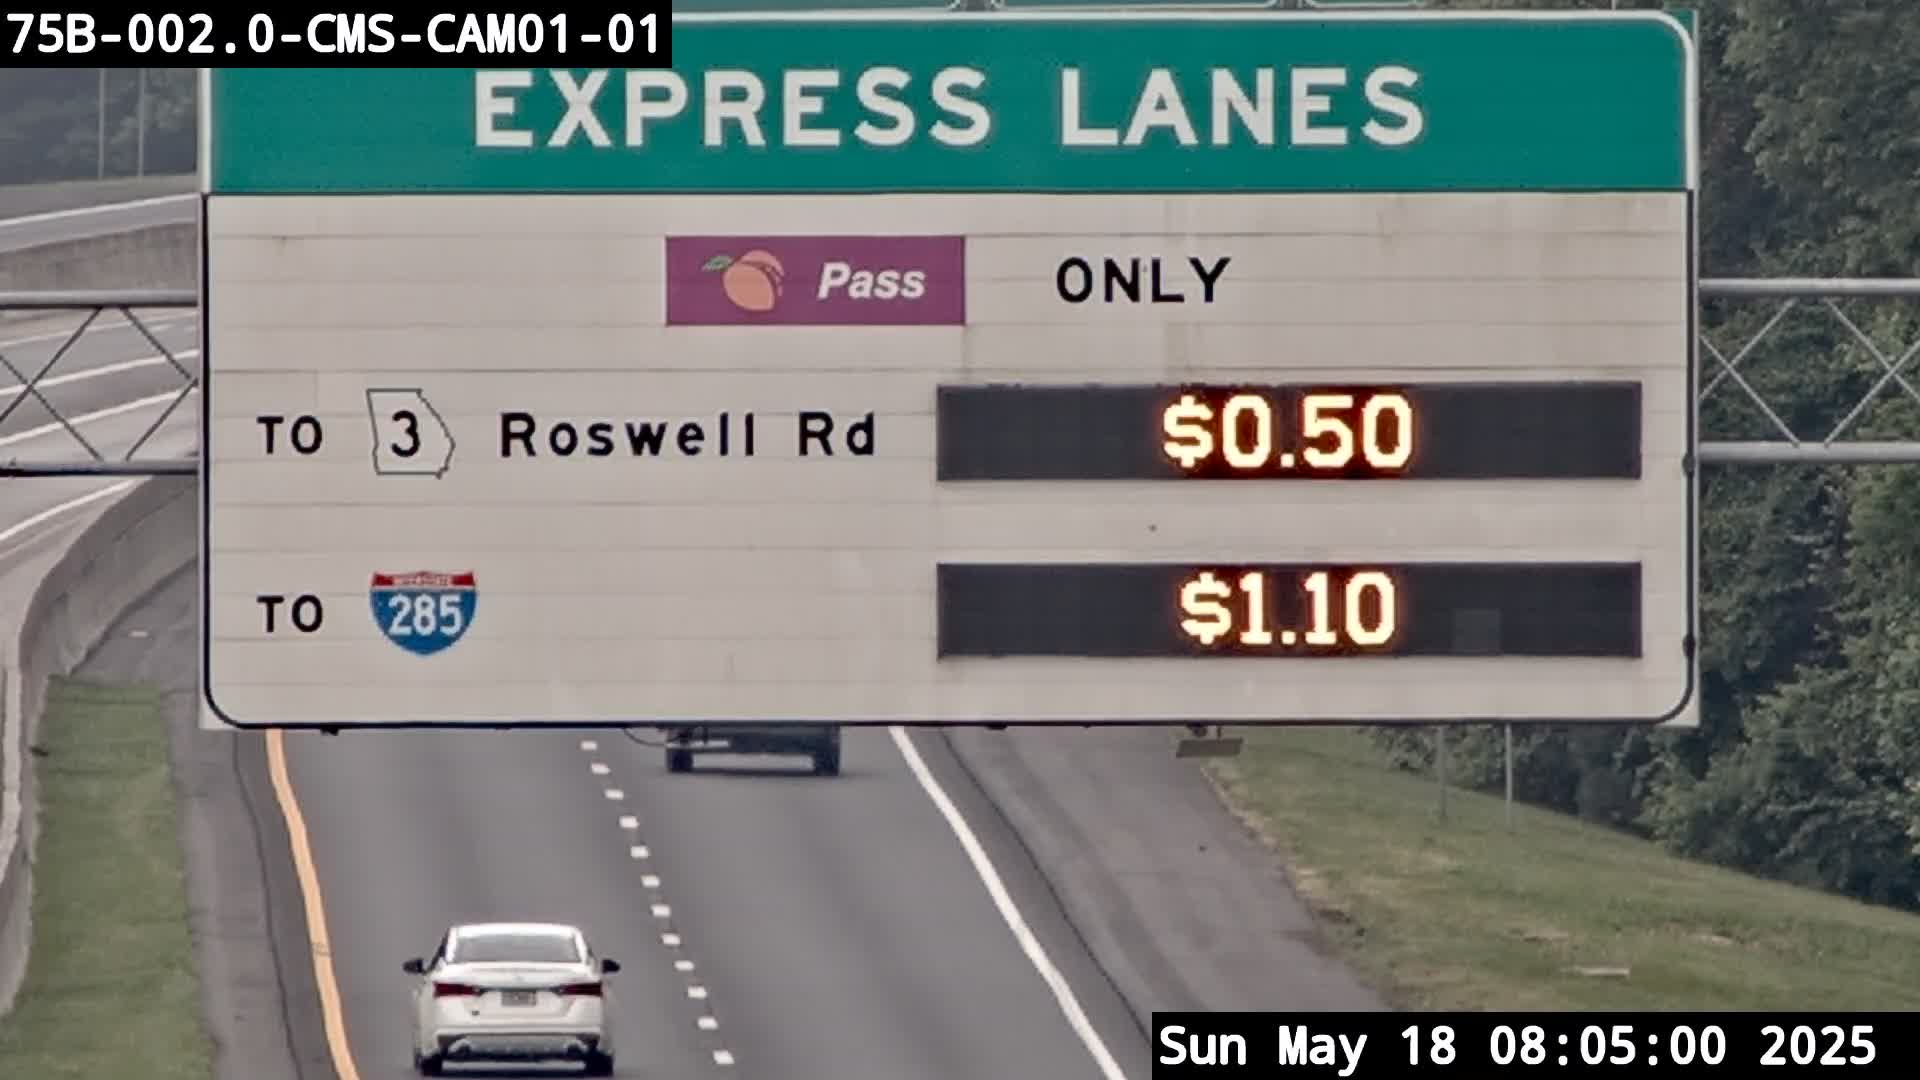 75B-002.0-CMS-CAM01-01
EXPRESS LANES
Pass ONLY
TO 3 Roswell Rd $0.50
TO 285 $1.10
Sun May 18 08:05:00 2025